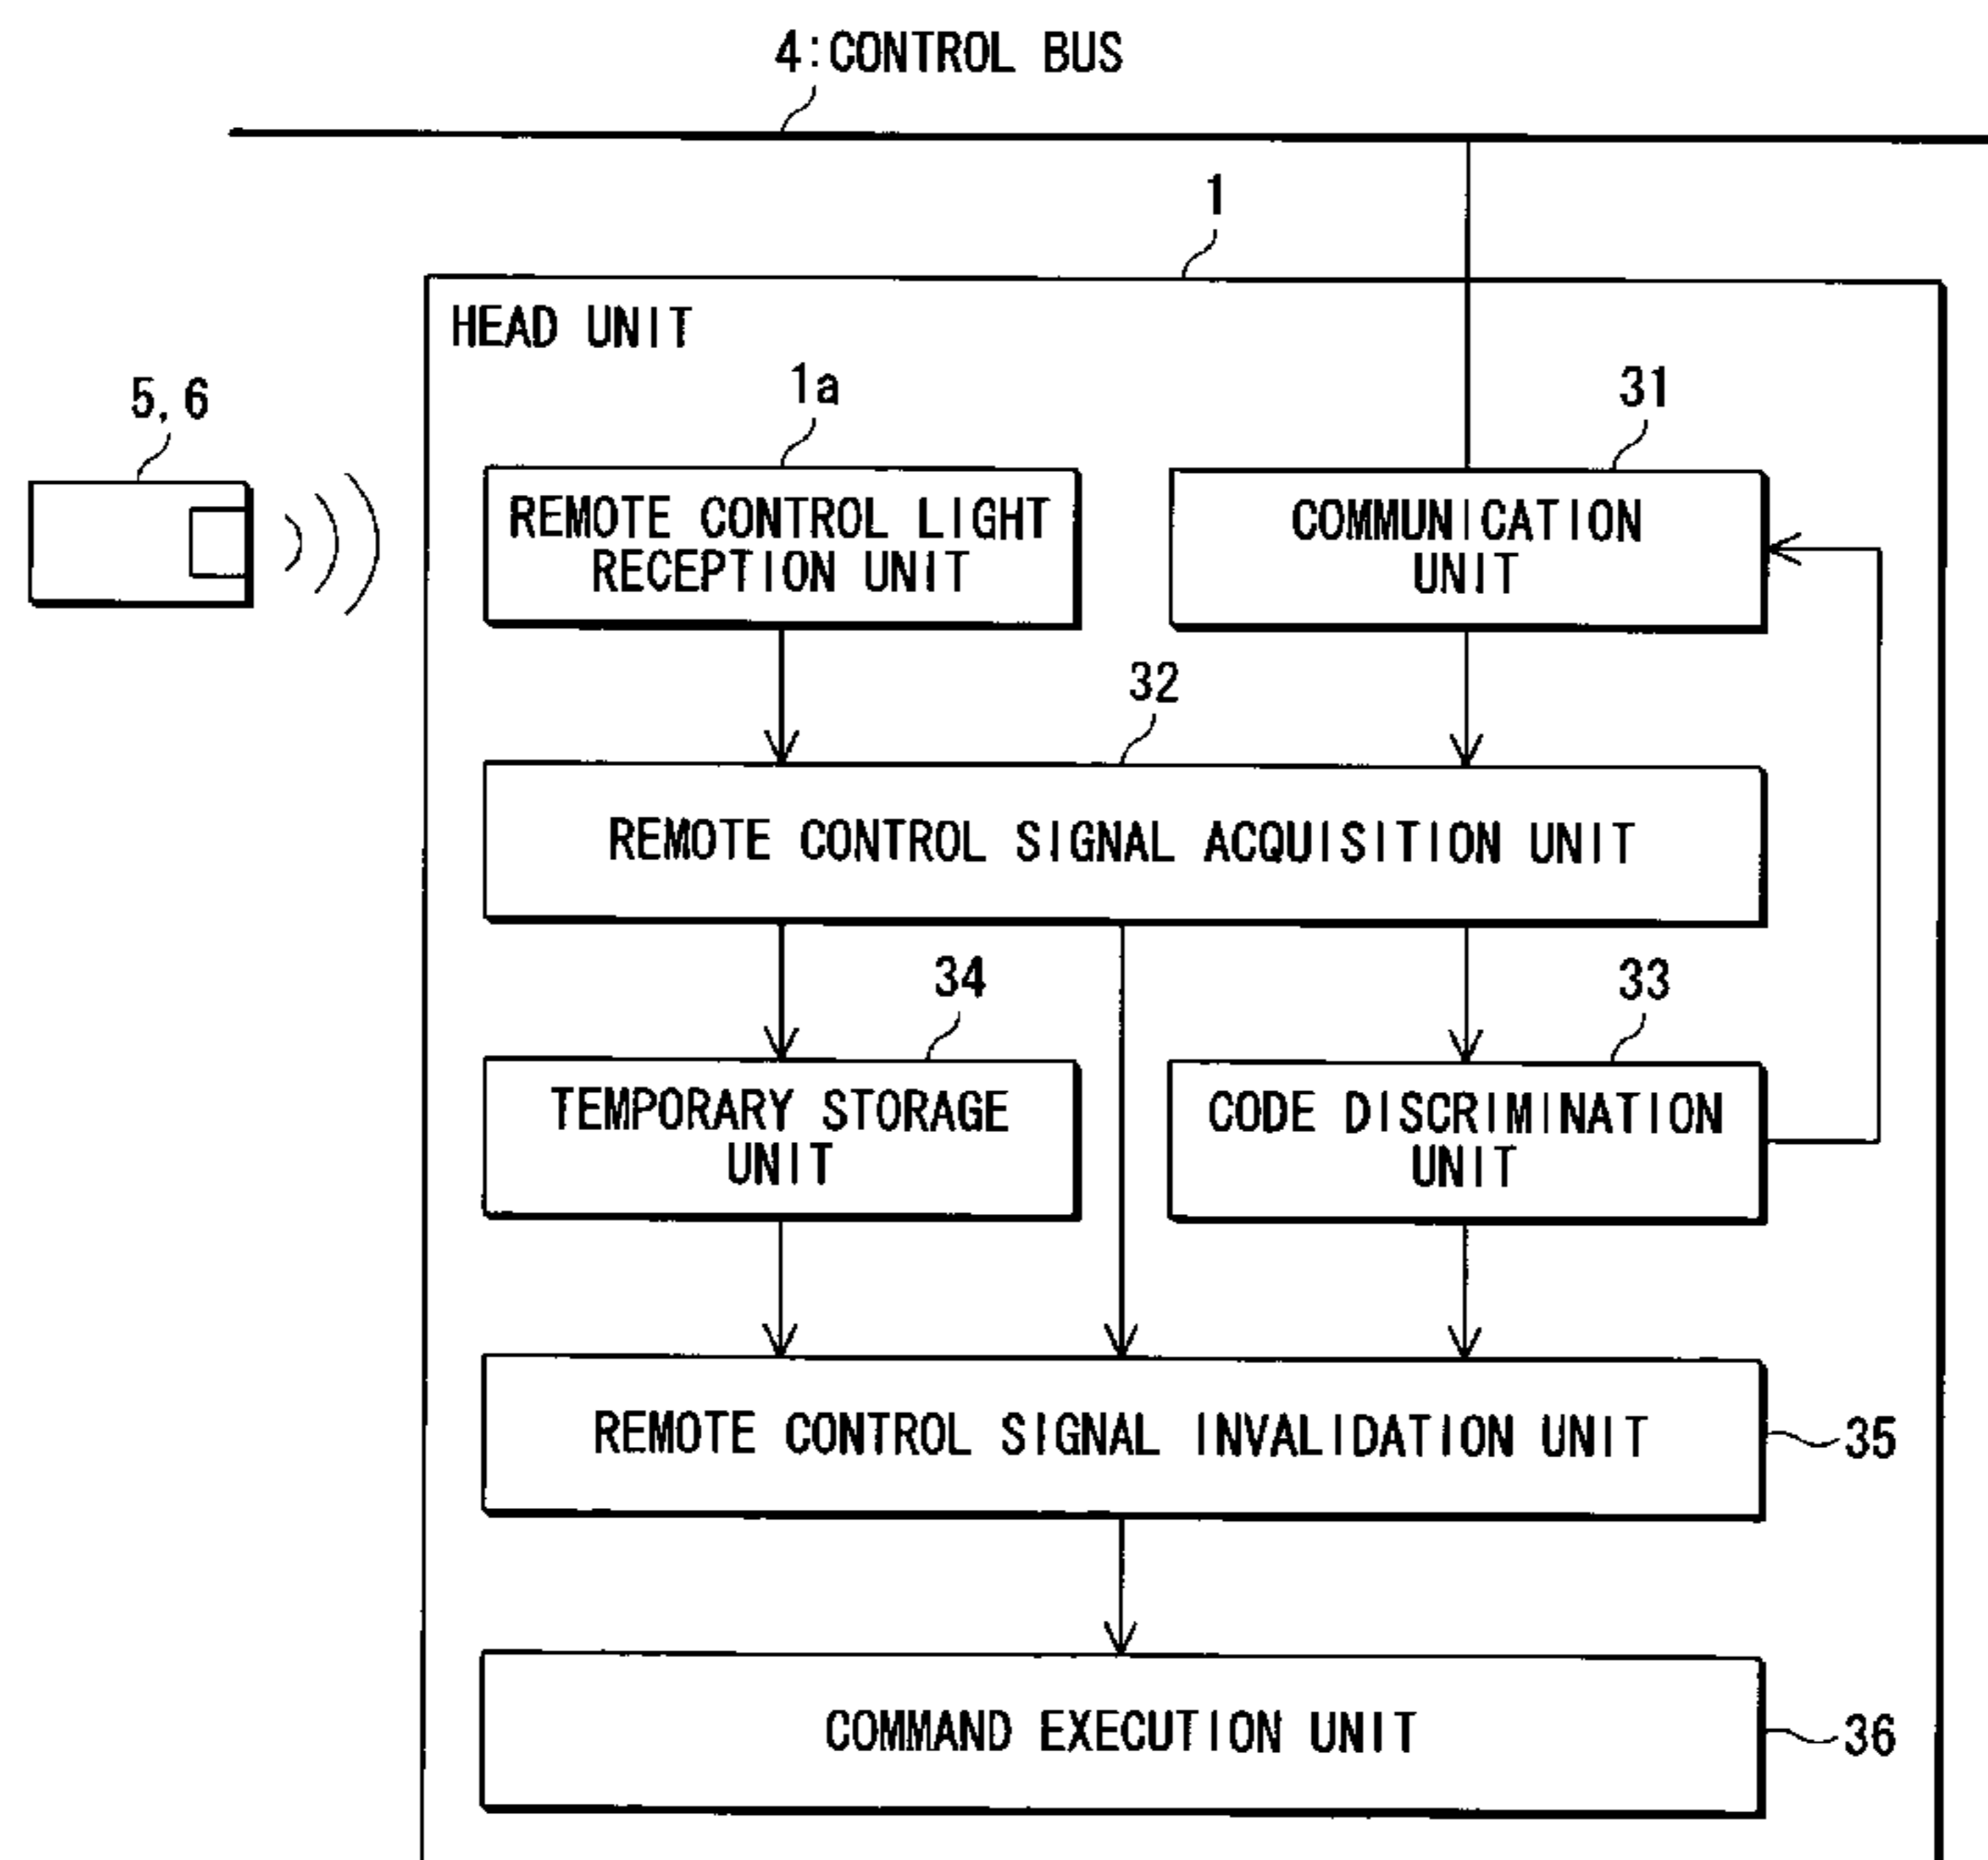 4:CONTROL BUS
1
HEAD UNIT
5, 6
1a
31
REMOTE CONTROL LIGHT
RECEPTION UNIT
COMMUNICATION
UNIT
32
REMOTE CONTROL SIGNAL ACQUISITION UNIT
34
33
TEMPORARY STORAGE
UNIT
CODE DISCRIMINATION
UNIT
REMOTE CONTROL SIGNAL INVALIDATION UNIT
35
COMMAND EXECUTION UNIT
36